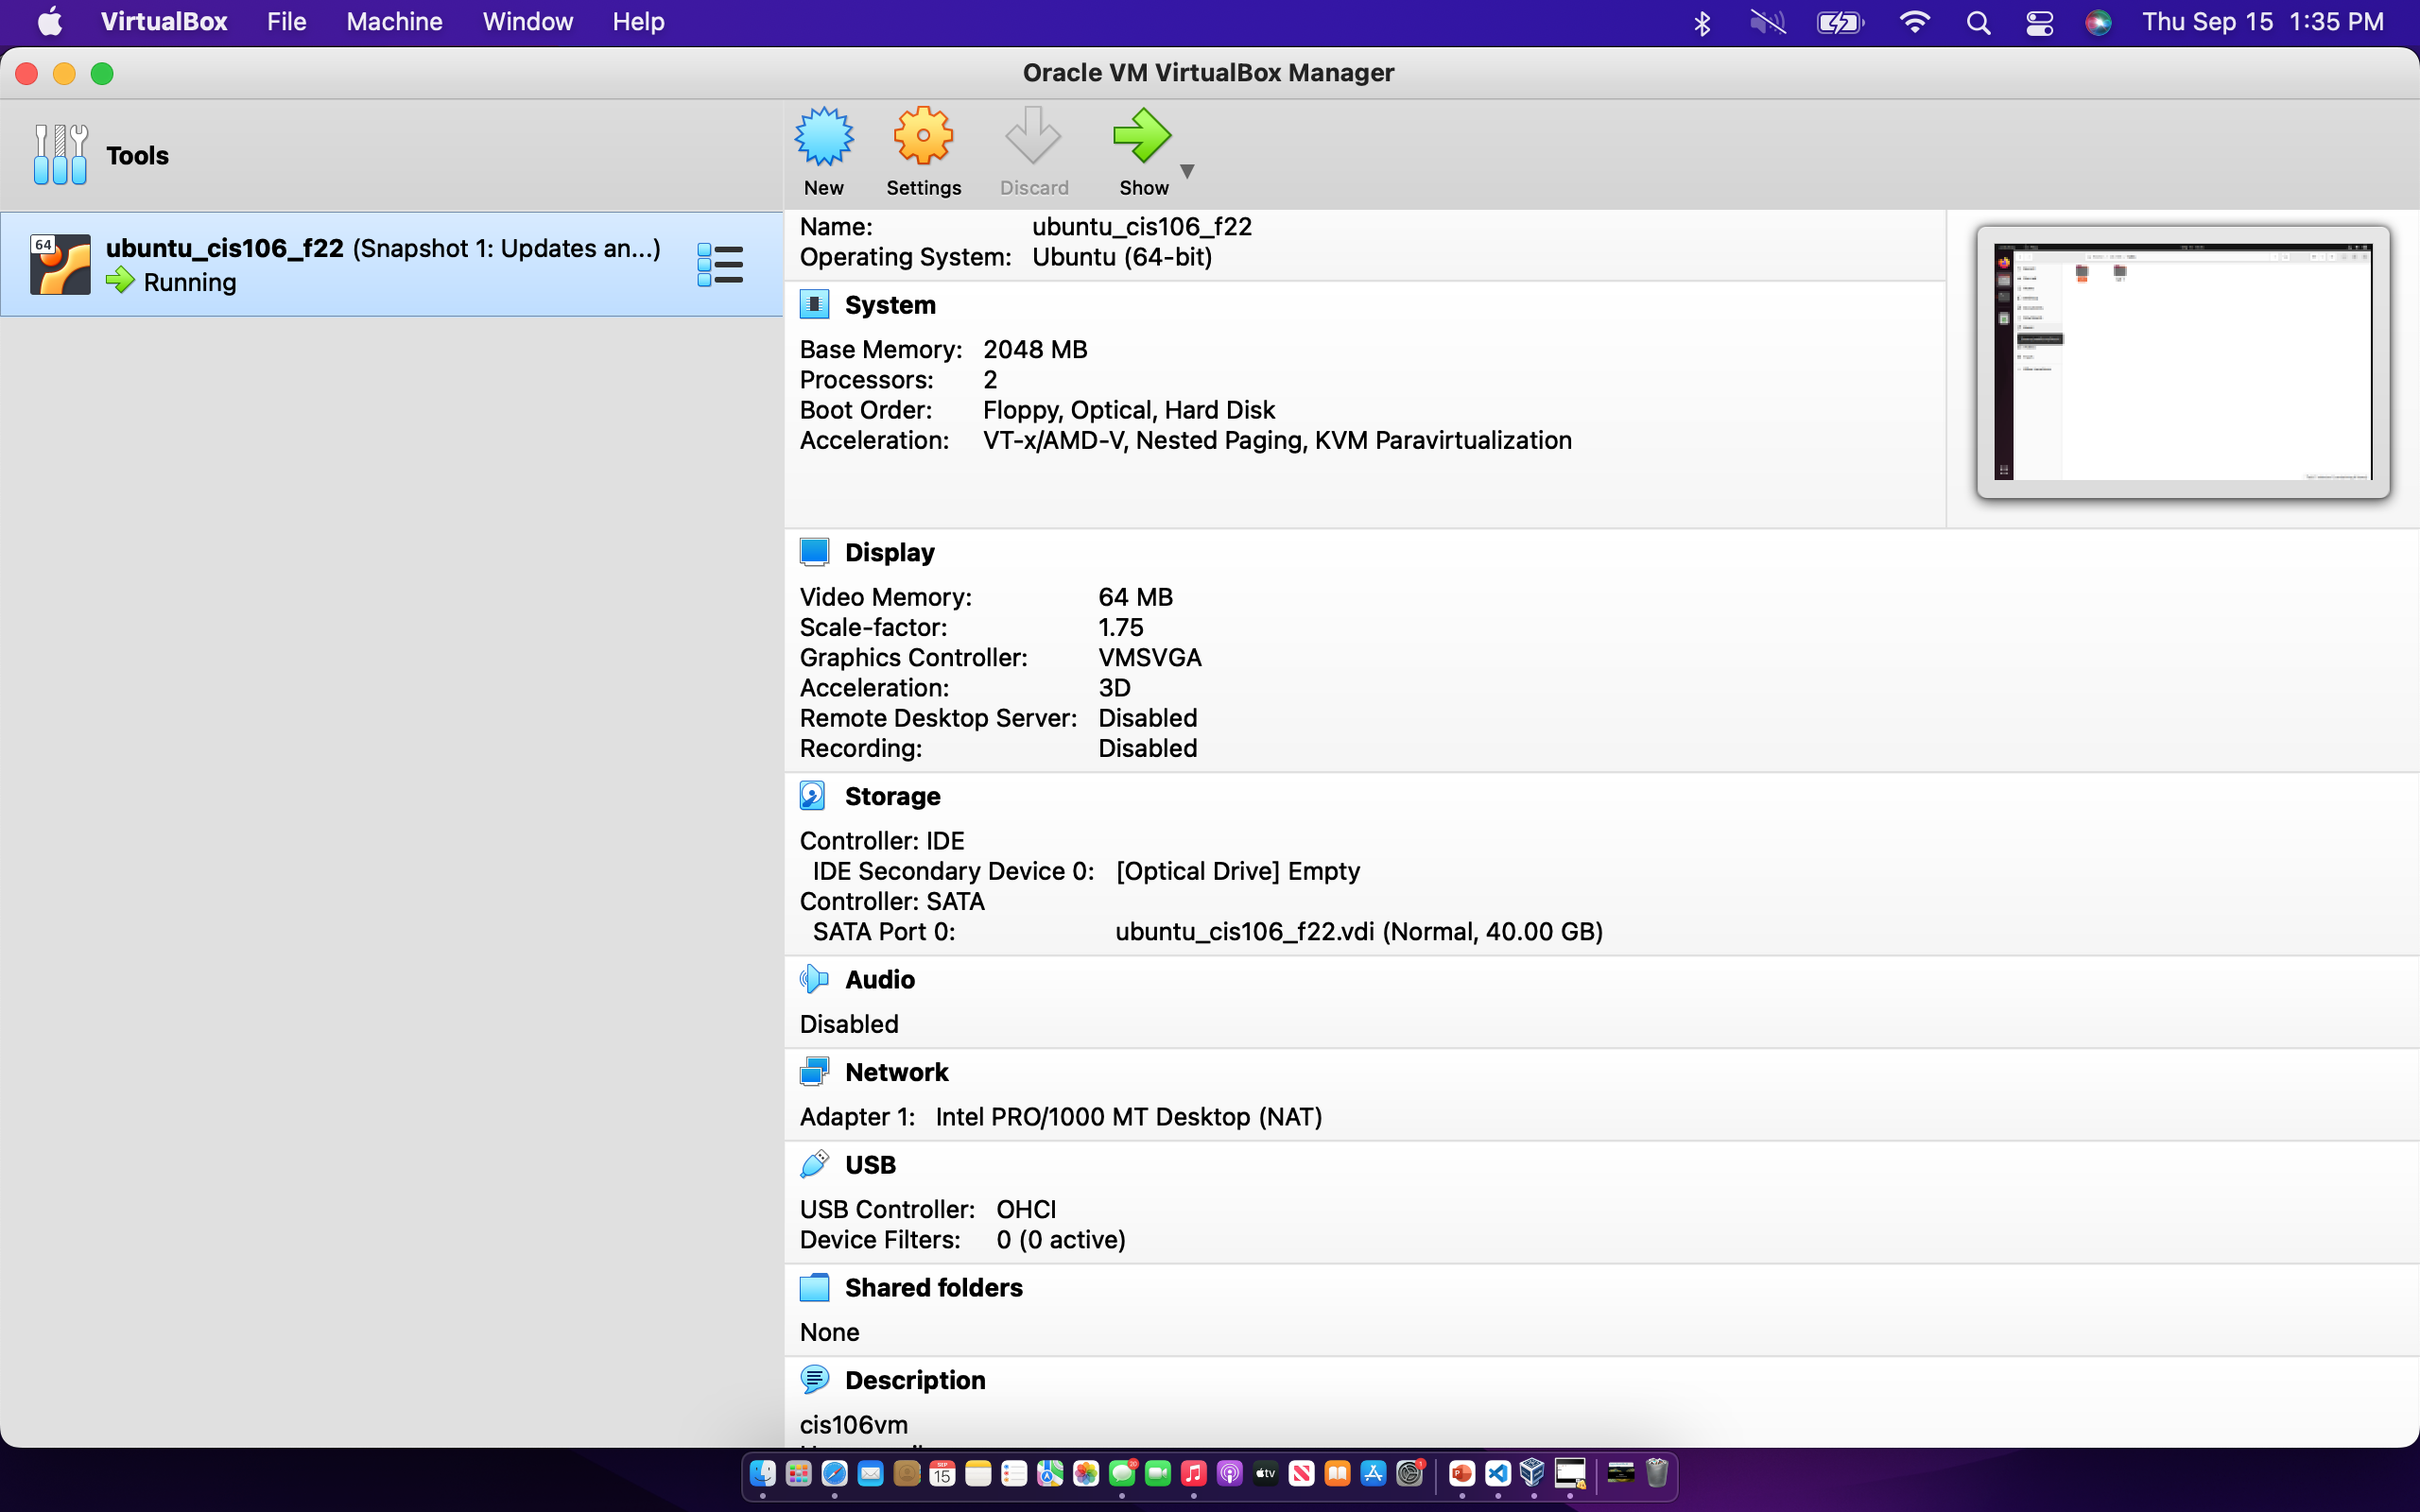 VirtualBox File Machine Window Help Thu Sep 15 1:35 PM
Oracle VM VirtualBox Manager
Tools
New Settings Discard Show
64
ubuntu_cis106_f22 (Snapshot 1: Updates an...)
Running
Name: ubuntu_cis106_f22
Operating System: Ubuntu (64-bit)
System
Base Memory: 2048 MB
Processors: 2
Boot Order: Floppy, Optical, Hard Disk
Acceleration: VT-x/AMD-V, Nested Paging, KVM Paravirtualization
Display
Video Memory: 64 MB
Scale-factor: 1.75
Graphics Controller: VMSVGA
Acceleration: 3D
Remote Desktop Server: Disabled
Recording: Disabled
Storage
Controller: IDE
IDE Secondary Device 0: [Optical Drive] Empty
Controller: SATA
SATA Port 0: ubuntu_cis106_f22.vdi (Normal, 40.00 GB)
Audio
Disabled
Network
Adapter 1: Intel PRO/1000 MT Desktop (NAT)
USB
USB Controller: OHCI
Device Filters: 0 (0 active)
Shared folders
None
Description
cis106vm
SEP
15
tv